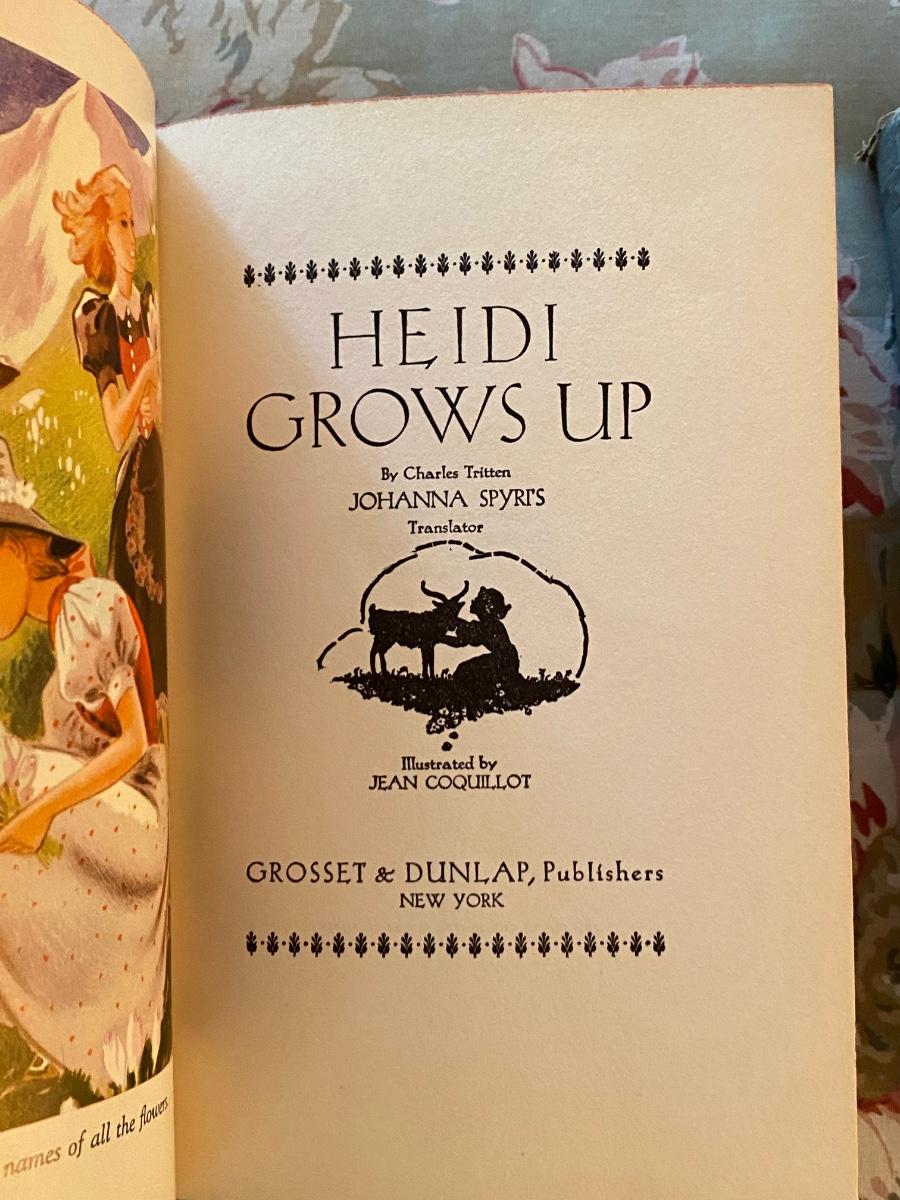 HEIDI
GROWS UP
By Charles Tritten
JOHANNA SPYRI'S
Translator
Illustrated by
JEAN COQUILLOT
GROSSET & DUNLAP, Publishers
NEW YORK
names of all the flowers